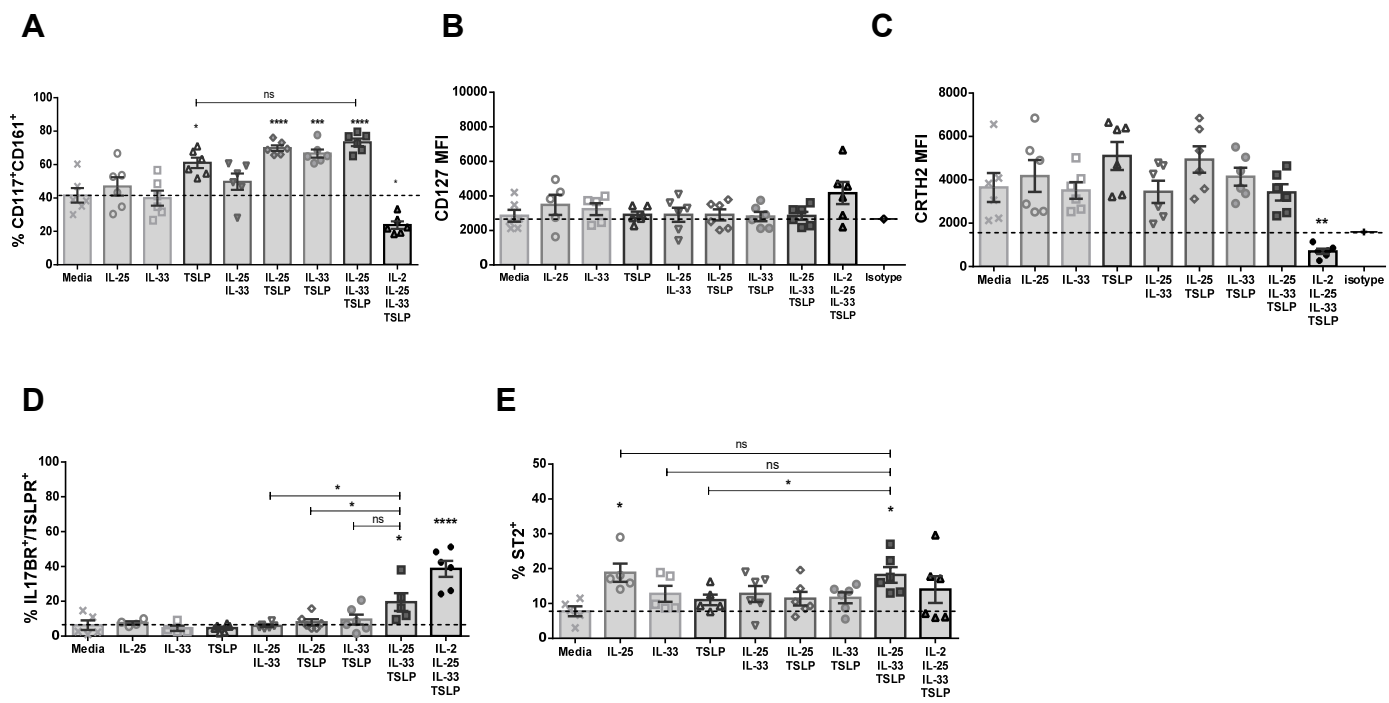 A
B
C
% CD117+CD161+
100
80
60
40
20
0
ns
*
****
***
****
*
Media
IL-25
IL-33
TSLP
IL-25
IL-33
IL-25
TSLP
IL-33
TSLP
IL-25
IL-33
TSLP
IL-2
IL-25
IL-33
TSLP
CD127 MFI
10000
8000
6000
4000
2000
0
Media
IL-25
IL-33
TSLP
IL-25
IL-33
IL-25
TSLP
IL-33
TSLP
IL-25
IL-33
TSLP
IL-2
IL-25
IL-33
TSLP
Isotype
CRTH2 MFI
8000
6000
4000
2000
0
**
Media
IL-25
IL-33
TSLP
IL-25
IL-33
IL-25
TSLP
IL-33
TSLP
IL-25
IL-33
TSLP
IL-2
IL-25
IL-33
TSLP
isotype
D
E
% IL17BR+/TSLPR+
100
80
60
40
20
0
*
*
ns
*
****
Media
IL-25
IL-33
TSLP
IL-25
IL-33
IL-25
TSLP
IL-33
TSLP
IL-25
IL-33
TSLP
IL-2
IL-25
IL-33
TSLP
% ST2+
50
40
30
20
10
0
ns
ns
*
*
*
Media
IL-25
IL-33
TSLP
IL-25
IL-33
IL-25
TSLP
IL-33
TSLP
IL-25
IL-33
TSLP
IL-2
IL-25
IL-33
TSLP